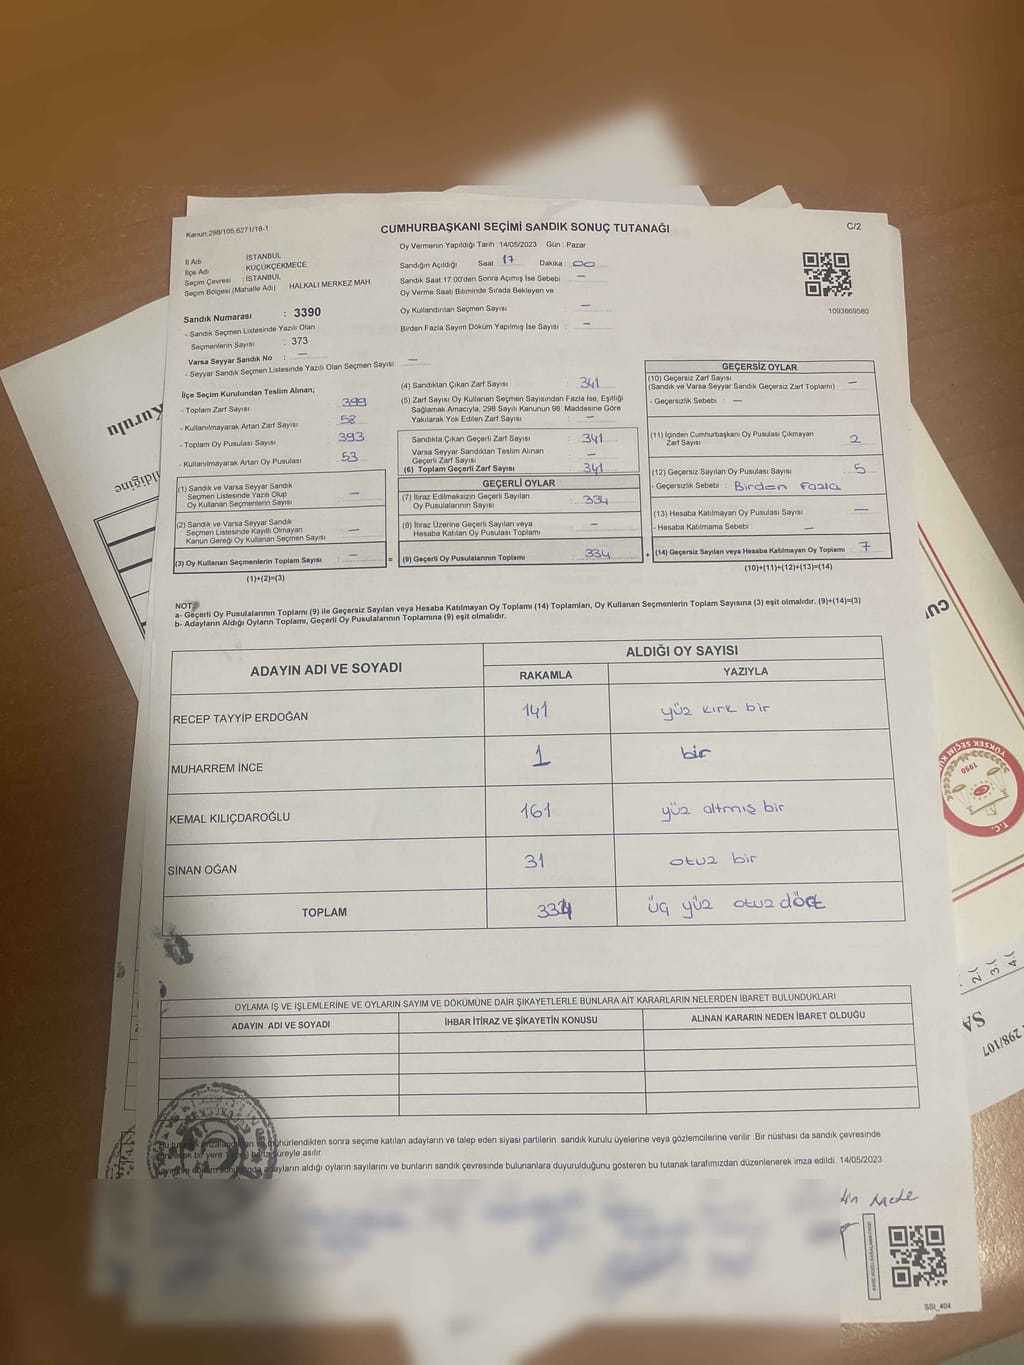 Kanun:298/105,6271/18-1
CUMHURBAŞKANI SEÇİMİ SANDIK SONUÇ TUTANAĞI
C/2
Oy Vermenin Yapıldığı Tarih :14/05/2023 Gün : Pazar
İl Adı İSTANBUL
İlçe Adı KÜÇÜKÇEKMECE
Seçim Çevresi : İSTANBUL
Seçim Bölgesi (Mahalle Adı) HALKALI MERKEZ MAH.
Sandığın Açıldığı Saat 17 Dakika 00
Sandık Saat 17:00'den Sonra Açılmış İse Sebebi : —
Oy Verme Saati Bitiminde Sırada Bekleyen ve
Oy Kullandırılan Seçmen Sayısı : —
Birden Fazla Sayım Döküm Yapılmış İse Sayısı : —
1093869560
Sandık Numarası : 3390
- Sandık Seçmen Listesinde Yazılı Olan
Seçmenlerin Sayısı : 373
Varsa Seyyar Sandık No : —
- Seyyar Sandık Seçmen Listesinde Yazılı Olan Seçmen Sayısı: —
İlçe Seçim Kurulundan Teslim Alınan;
- Toplam Zarf Sayısı : 399
- Kullanılmayarak Artan Zarf Sayısı : 58
- Toplam Oy Pusulası Sayısı : 393
- Kullanılmayarak Artan Oy Pusulası : 53
(1) Sandık ve Varsa Seyyar Sandık
Seçmen Listesinde Yazılı Olup
Oy Kullanan Seçmenlerin Sayısı : —
(2) Sandık ve Varsa Seyyar Sandık
Seçmen Listesinde Kayıtlı Olmayan
Kanun Gereği Oy Kullanan Seçmen Sayısı : —
(3) Oy Kullanan Seçmenlerin Toplam Sayısı : —
(1)+(2)=(3)
(4) Sandıktan Çıkan Zarf Sayısı : 341
(5) Zarf Sayısı Oy Kullanan Seçmen Sayısından Fazla İse, Eşitliği
Sağlamak Amacıyla, 298 Sayılı Kanunun 98. Maddesine Göre
Yakılarak Yok Edilen Zarf Sayısı : —
Sandıkta Çıkan Geçerli Zarf Sayısı : 341
Varsa Seyyar Sandıktan Teslim Alınan
Geçerli Zarf Sayısı : —
(6) Toplam Geçerli Zarf Sayısı : 341
GEÇERLİ OYLAR
(7) İtiraz Edilmeksizin Geçerli Sayılan
Oy Pusulalarının Sayısı : 334
(8) İtiraz Üzerine Geçerli Sayılan veya
Hesaba Katılan Oy Pusulası Toplamı : —
= (9) Geçerli Oy Pusulalarının Toplamı : 334
GEÇERSİZ OYLAR
(10) Geçersiz Zarf Sayısı
(Sandık ve Varsa Seyyar Sandık Geçersiz Zarf Toplamı) : —
- Geçersizlik Sebebi : —
(11) İçinden Cumhurbaşkanı Oy Pusulası Çıkmayan
Zarf Sayısı : 2
(12) Geçersiz Sayılan Oy Pusulası Sayısı : 5
- Geçersizlik Sebebi : Birden Fazla
(13) Hesaba Katılmayan Oy Pusulası Sayısı : —
- Hesaba Katılmama Sebebi : —
+ (14) Geçersiz Sayılan veya Hesaba Katılmayan Oy Toplamı : 7
(10)+(11)+(12)+(13)=(14)
NOT:
a- Geçerli Oy Pusulalarının Toplamı (9) ile Geçersiz Sayılan veya Hesaba Katılmayan Oy Toplamı (14) Toplamları, Oy Kullanan Seçmenlerin Toplam Sayısına (3) eşit olmalıdır. (9)+(14)=(3)
b- Adayların Aldığı Oyların Toplamı, Geçerli Oy Pusulalarının Toplamına (9) eşit olmalıdır.
ADAYIN ADI VE SOYADI ALDIĞI OY SAYISI
RAKAMLA YAZIYLA
RECEP TAYYİP ERDOĞAN 141 yüz kırk bir
MUHARREM İNCE 1 bir
KEMAL KILIÇDAROĞLU 161 yüz altmış bir
SİNAN OĞAN 31 otuz bir
TOPLAM 334 üç yüz otuz dört
OYLAMA İŞ VE İŞLEMLERİNE VE OYLARIN SAYIM VE DÖKÜMÜNE DAİR ŞİKAYETLERLE BUNLARA AİT KARARLARIN NELERDEN İBARET BULUNDUKLARI
ADAYIN ADI VE SOYADI İHBAR İTİRAZ VE ŞİKAYETİN KONUSU ALINAN KARARIN NEDEN İBARET OLDUĞU
mühürlendikten sonra seçime katılan adayların ve talep eden siyasi partilerin sandık kurulu üyelerine veya gözlemcilerine verilir. Bir nüshası da sandık çevresinde
süreyle asılır.
adayların aldığı oyların sayılarını ve bunların sandık çevresinde bulunanlara duyurulduğunu gösteren bu tutanak tarafımızdan düzenlenerek imza edildi. 14/05/2023
SSİ_404
YÜKSEK SEÇİM KU
1950
T.C.
298/107
SA
2.(
3.(
4.(
Kurulu
ldiğine
CU